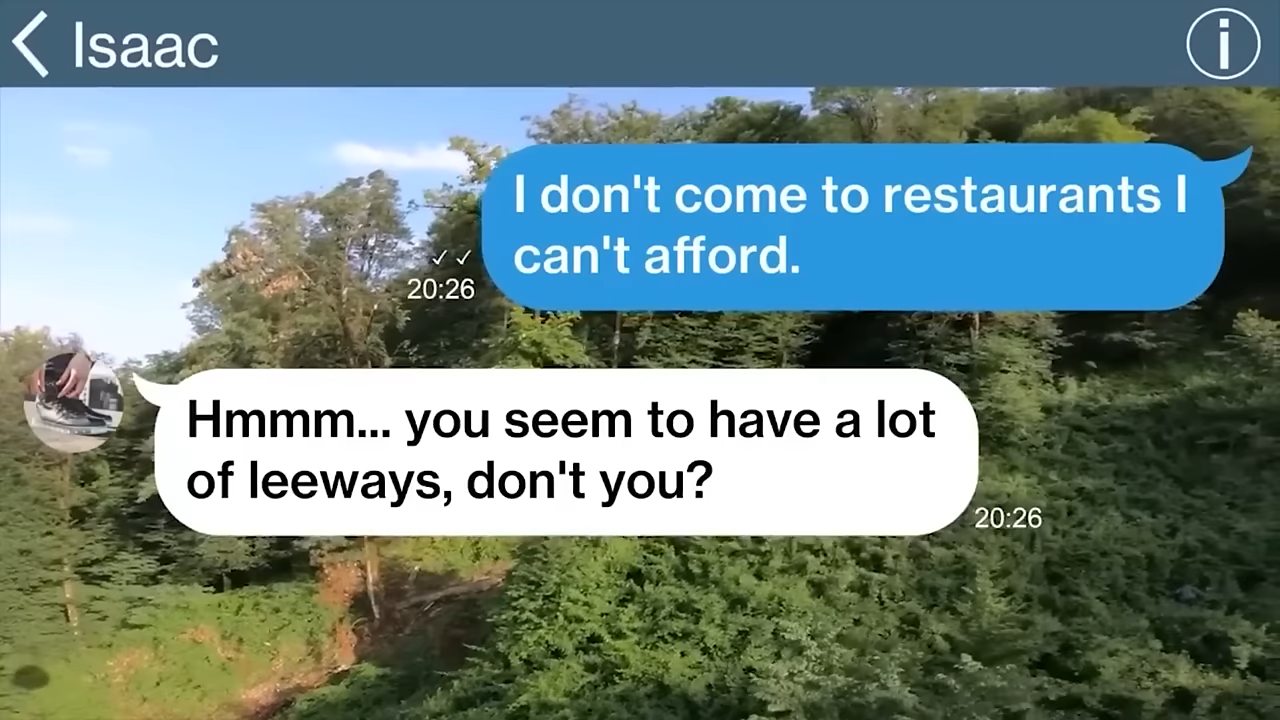 Isaac
I don't come to restaurants I
can't afford.
20:26
Hmmm... you seem to have a lot
of leeways, don't you?
20:26